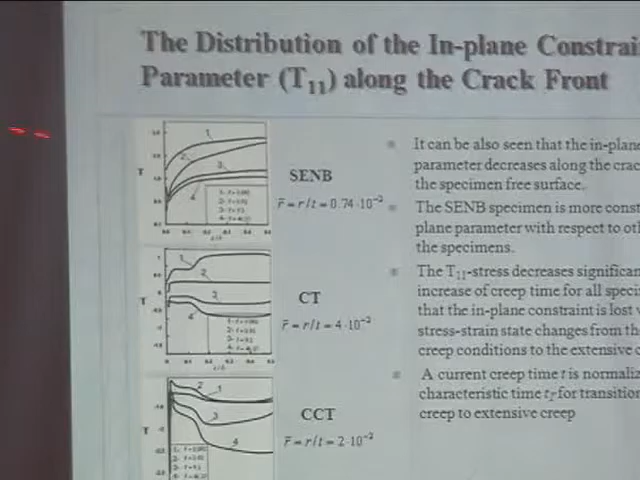 The Distribution of the In-plane Constrai
Parameter (T11) along the Crack Front
SENB
r̄ = r/t = 0.74·10⁻²
CT
r̄ = r/t = 4·10⁻²
CCT
r̄ = r/t = 2·10⁻²
It can be also seen that the in-plane
parameter decreases along the crac
the specimen free surface.
The SENB specimen is more const
plane parameter with respect to oth
the specimens.
The T11-stress decreases significan
increase of creep time for all speci
that the in-plane constraint is lost
stress-strain state changes from th
creep conditions to the extensive c
A current creep time t is normaliz
characteristic time tT for transition
creep to extensive creep